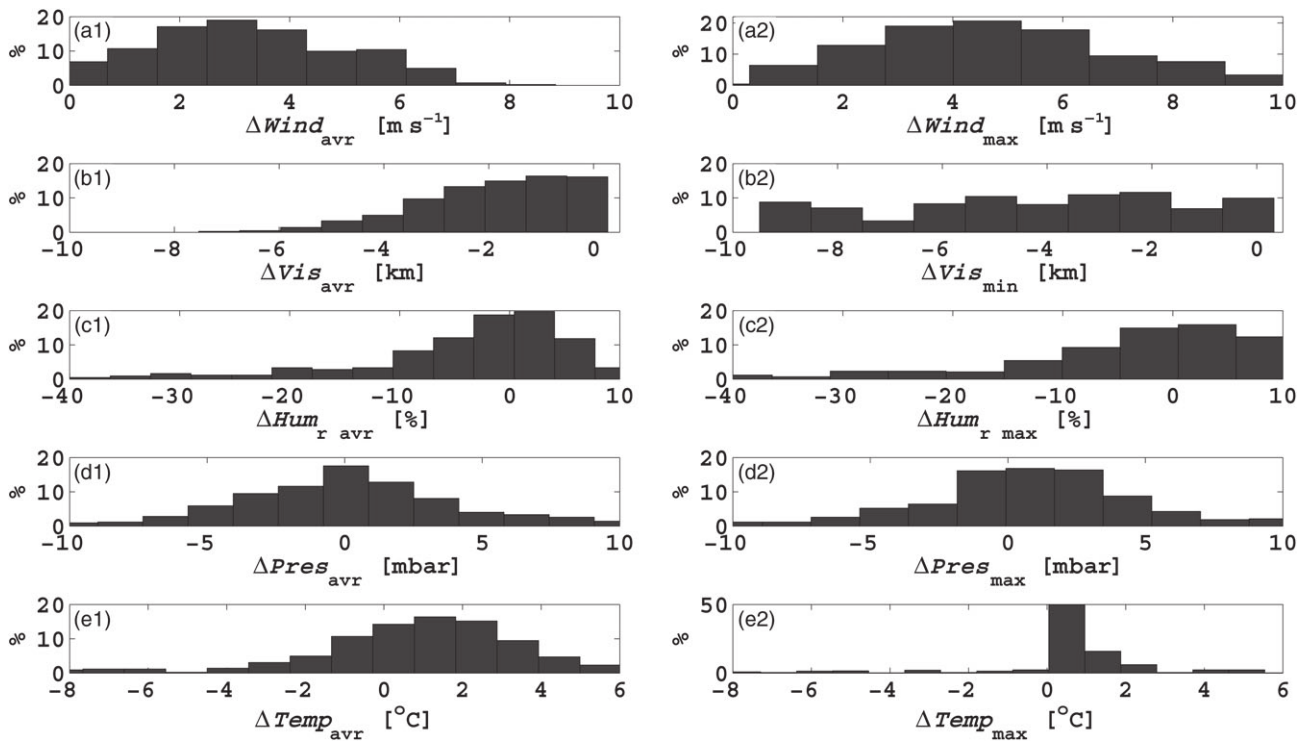 20 (a1) 20 (a2)
% 10 % 10
0 0
0 2 4 6 8 10 0 2 4 6 8 10
ΔWind avr [m s⁻¹] ΔWind max [m s⁻¹]
20 (b1) 20 (b2)
% 10 % 10
0 0
-10 -8 -6 -4 -2 0 -10 -8 -6 -4 -2 0
ΔVis avr [km] ΔVis min [km]
20 (c1) 20 (c2)
% 10 % 10
0 0
-40 -30 -20 -10 0 10 -40 -30 -20 -10 0 10
ΔHum r avr [%] ΔHum r max [%]
20 (d1) 20 (d2)
% 10 % 10
0 0
-10 -5 0 5 10 -10 -5 0 5 10
ΔPres avr [mbar] ΔPres max [mbar]
20 (e1) 50 (e2)
% 10 %
0 0
-8 -6 -4 -2 0 2 4 6 -8 -6 -4 -2 0 2 4 6
ΔTemp avr [°C] ΔTemp max [°C]